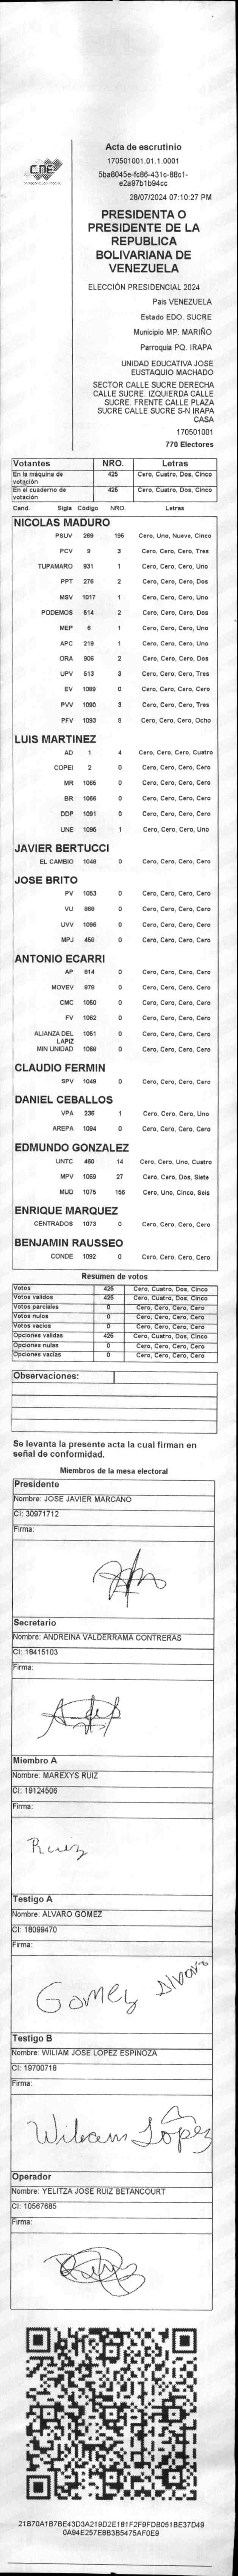 CNE
Acta de escrutinio
170501001.01.1.0001
5ba8045e-fc86-431c-88c1-
e2a97b1b94cc
28/07/2024 07:10:27 PM
PRESIDENTA O
PRESIDENTE DE LA
REPUBLICA
BOLIVARIANA DE
VENEZUELA
ELECCIÓN PRESIDENCIAL 2024
Pais VENEZUELA
Estado EDO. SUCRE
Municipio MP. MARIÑO
Parroquia PQ. IRAPA
UNIDAD EDUCATIVA JOSE
EUSTAQUIO MACHADO
SECTOR CALLE SUCRE DERECHA
CALLE SUCRE. IZQUIERDA CALLE
SUCRE. FRENTE CALLE PLAZA
SUCRE CALLE SUCRE S-N IRAPA
CASA
170501001
770 Electores
Votantes NRO. Letras
En la máquina de votación 425 Cero, Cuatro, Dos, Cinco
En el cuaderno de votación 425 Cero, Cuatro, Dos, Cinco
Cand. Sigla Código NRO. Letras
NICOLAS MADURO
PSUV 269 195 Cero, Uno, Nueve, Cinco
PCV 9 3 Cero, Cero, Cero, Tres
TUPAMARO 931 1 Cero, Cero, Cero, Uno
PPT 276 2 Cero, Cero, Cero, Dos
MSV 1017 1 Cero, Cero, Cero, Uno
PODEMOS 514 2 Cero, Cero, Cero, Dos
MEP 6 1 Cero, Cero, Cero, Uno
APC 219 1 Cero, Cero, Cero, Uno
ORA 906 2 Cero, Cero, Cero, Dos
UPV 513 3 Cero, Cero, Cero, Tres
EV 1089 0 Cero, Cero, Cero, Cero
PVV 1090 3 Cero, Cero, Cero, Tres
PFV 1093 8 Cero, Cero, Cero, Ocho
LUIS MARTINEZ
AD 1 4 Cero, Cero, Cero, Cuatro
COPEI 2 0 Cero, Cero, Cero, Cero
MR 1065 0 Cero, Cero, Cero, Cero
BR 1066 0 Cero, Cero, Cero, Cero
DDP 1091 0 Cero, Cero, Cero, Cero
UNE 1095 1 Cero, Cero, Cero, Uno
JAVIER BERTUCCI
EL CAMBIO 1048 0 Cero, Cero, Cero, Cero
JOSE BRITO
PV 1053 0 Cero, Cero, Cero, Cero
VU 869 0 Cero, Cero, Cero, Cero
UVV 1096 0 Cero, Cero, Cero, Cero
MPJ 458 0 Cero, Cero, Cero, Cero
ANTONIO ECARRI
AP 814 0 Cero, Cero, Cero, Cero
MOVEV 978 0 Cero, Cero, Cero, Cero
CMC 1050 0 Cero, Cero, Cero, Cero
FV 1062 0 Cero, Cero, Cero, Cero
ALIANZA DEL LAPIZ 1051 0 Cero, Cero, Cero, Cero
MIN UNIDAD 1068 0 Cero, Cero, Cero, Cero
CLAUDIO FERMIN
SPV 1049 0 Cero, Cero, Cero, Cero
DANIEL CEBALLOS
VPA 236 1 Cero, Cero, Cero, Uno
AREPA 1094 0 Cero, Cero, Cero, Cero
EDMUNDO GONZALEZ
UNTC 460 14 Cero, Cero, Uno, Cuatro
MPV 1069 27 Cero, Cero, Dos, Siete
MUD 1075 156 Cero, Uno, Cinco, Seis
ENRIQUE MARQUEZ
CENTRADOS 1073 0 Cero, Cero, Cero, Cero
BENJAMIN RAUSSEO
CONDE 1092 0 Cero, Cero, Cero, Cero
Resumen de votos
Votos 425 Cero, Cuatro, Dos, Cinco
Votos validos 425 Cero, Cuatro, Dos, Cinco
Votos parciales 0 Cero, Cero, Cero, Cero
Votos nulos 0 Cero, Cero, Cero, Cero
Votos vacios 0 Cero, Cero, Cero, Cero
Opciones validas 425 Cero, Cuatro, Dos, Cinco
Opciones nulas 0 Cero, Cero, Cero, Cero
Opciones vacias 0 Cero, Cero, Cero, Cero
Observaciones:
Se levanta la presente acta la cual firman en
señal de conformidad.
Miembros de la mesa electoral
Presidente
Nombre: JOSE JAVIER MARCANO
CI: 30971712
Firma:
Secretario
Nombre: ANDREINA VALDERRAMA CONTRERAS
CI: 18415103
Firma:
Miembro A
Nombre: MAREXYS RUIZ
CI: 19124506
Firma:
Ruiz
Testigo A
Nombre: ALVARO GOMEZ
CI: 18099470
Firma:
Gomez Alvaro
Testigo B
Nombre: WILIAM JOSE LOPEZ ESPINOZA
CI: 19700718
Firma:
Wiliams López
Operador
Nombre: YELITZA JOSE RUIZ BETANCOURT
CI: 10567685
Firma:
21B70A1B7BE43D3A219D2E181F2F9FDB051BE37D49
0A94E257E8B3B5475AF0E9